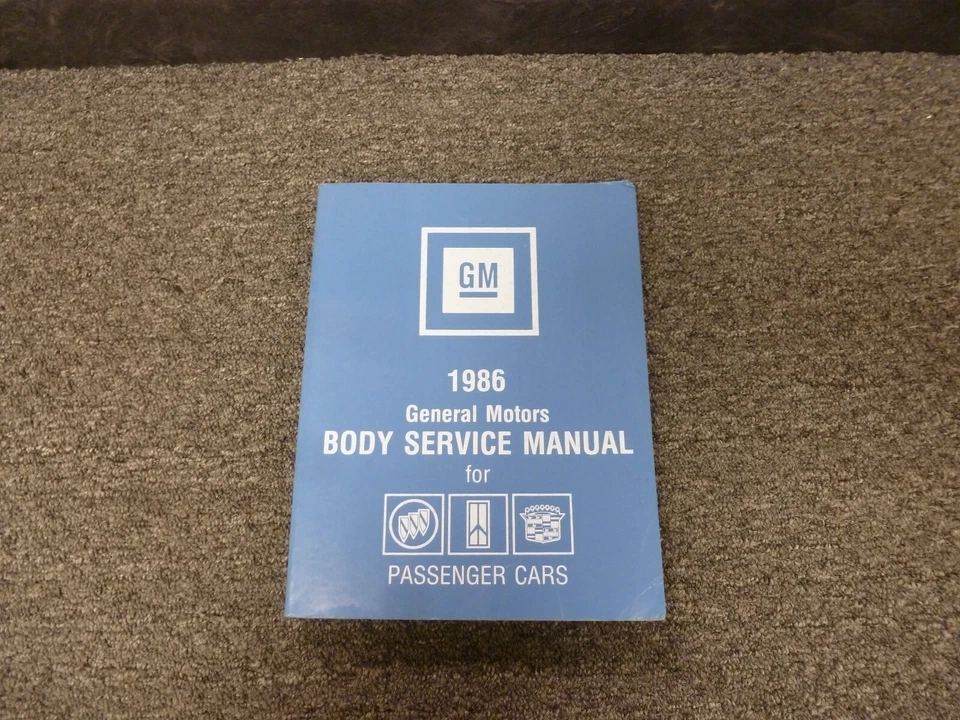 GM
1986
General Motors
BODY SERVICE MANUAL
for
PASSENGER CARS